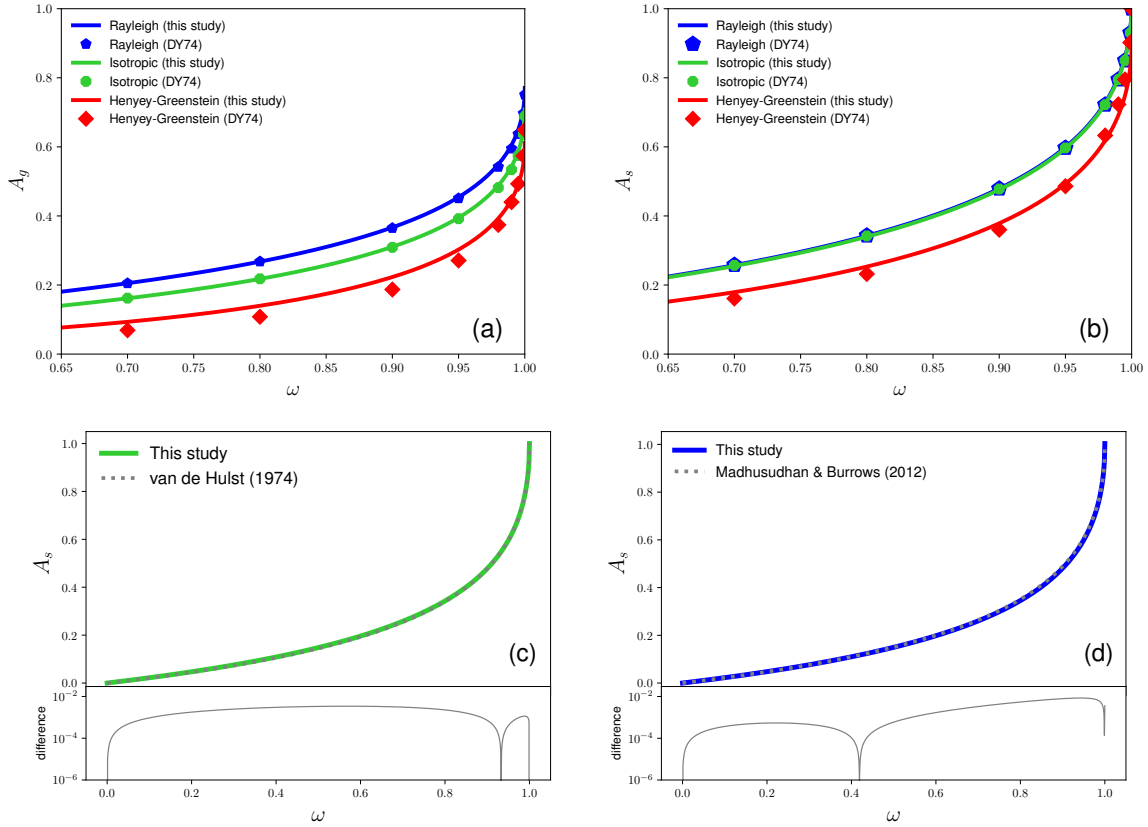 Rayleigh (this study)
Rayleigh (DY74)
Isotropic (this study)
Isotropic (DY74)
Henyey-Greenstein (this study)
Henyey-Greenstein (DY74)
1.0
0.8
0.6
0.4
0.2
0.0
A_g
(a)
0.65 0.70 0.75 0.80 0.85 0.90 0.95 1.00
ω
Rayleigh (this study)
Rayleigh (DY74)
Isotropic (this study)
Isotropic (DY74)
Henyey-Greenstein (this study)
Henyey-Greenstein (DY74)
1.0
0.8
0.6
0.4
0.2
0.0
A_s
(b)
0.65 0.70 0.75 0.80 0.85 0.90 0.95 1.00
ω
This study
van de Hulst (1974)
1.0
0.8
0.6
0.4
0.2
0.0
A_s
(c)
10⁻²
10⁻⁴
10⁻⁶
difference
0.0 0.2 0.4 0.6 0.8 1.0
ω
This study
Madhusudhan & Burrows (2012)
1.0
0.8
0.6
0.4
0.2
0.0
A_s
(d)
10⁻²
10⁻⁴
10⁻⁶
difference
0.0 0.2 0.4 0.6 0.8 1.0
ω